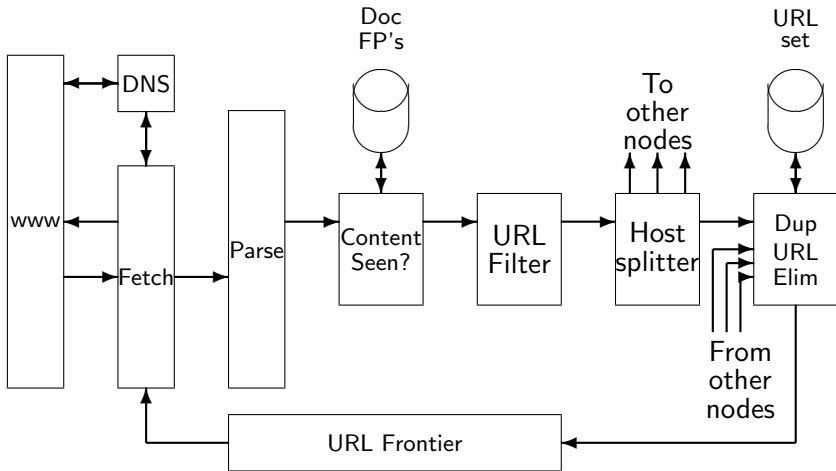 Doc
FP's
URL
set
DNS
To
other
nodes
www
Fetch
Parse
Content
Seen?
URL
Filter
Host
splitter
Dup
URL
Elim
From
other
nodes
URL Frontier